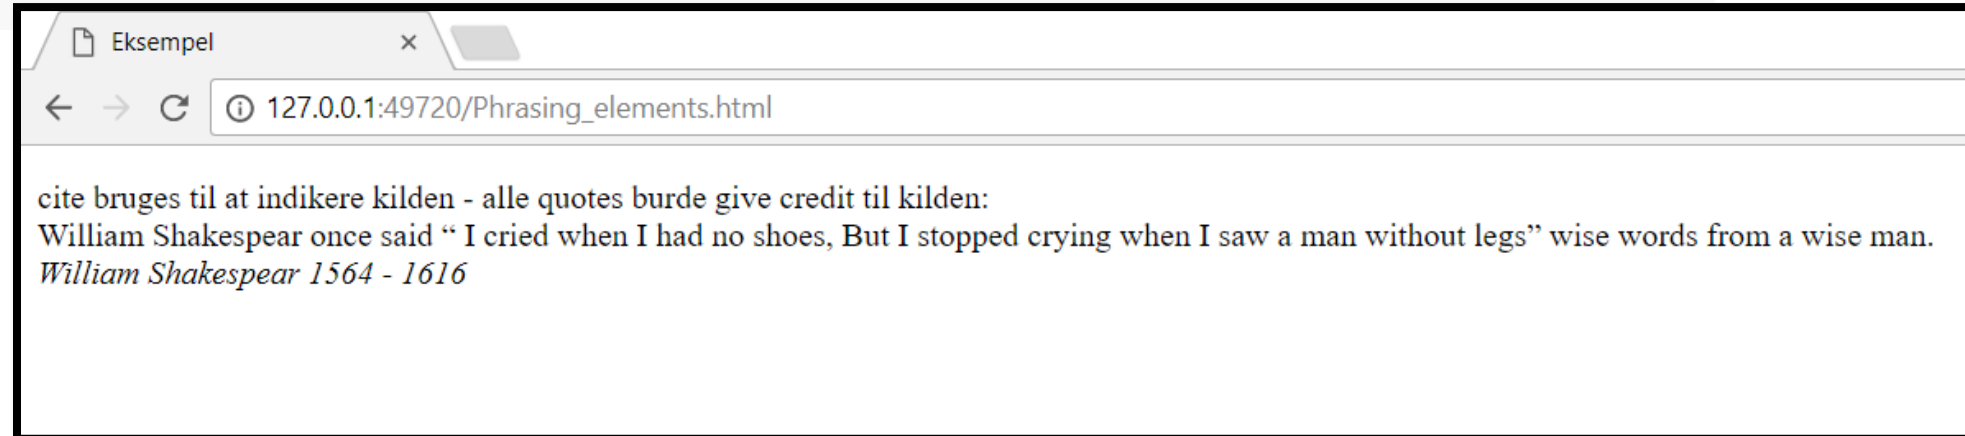 Eksempel
127.0.0.1:49720/Phrasing_elements.html
cite bruges til at indikere kilden - alle quotes burde give credit til kilden:
William Shakespear once said “ I cried when I had no shoes, But I stopped crying when I saw a man without legs” wise words from a wise man.
William Shakespear 1564 - 1616